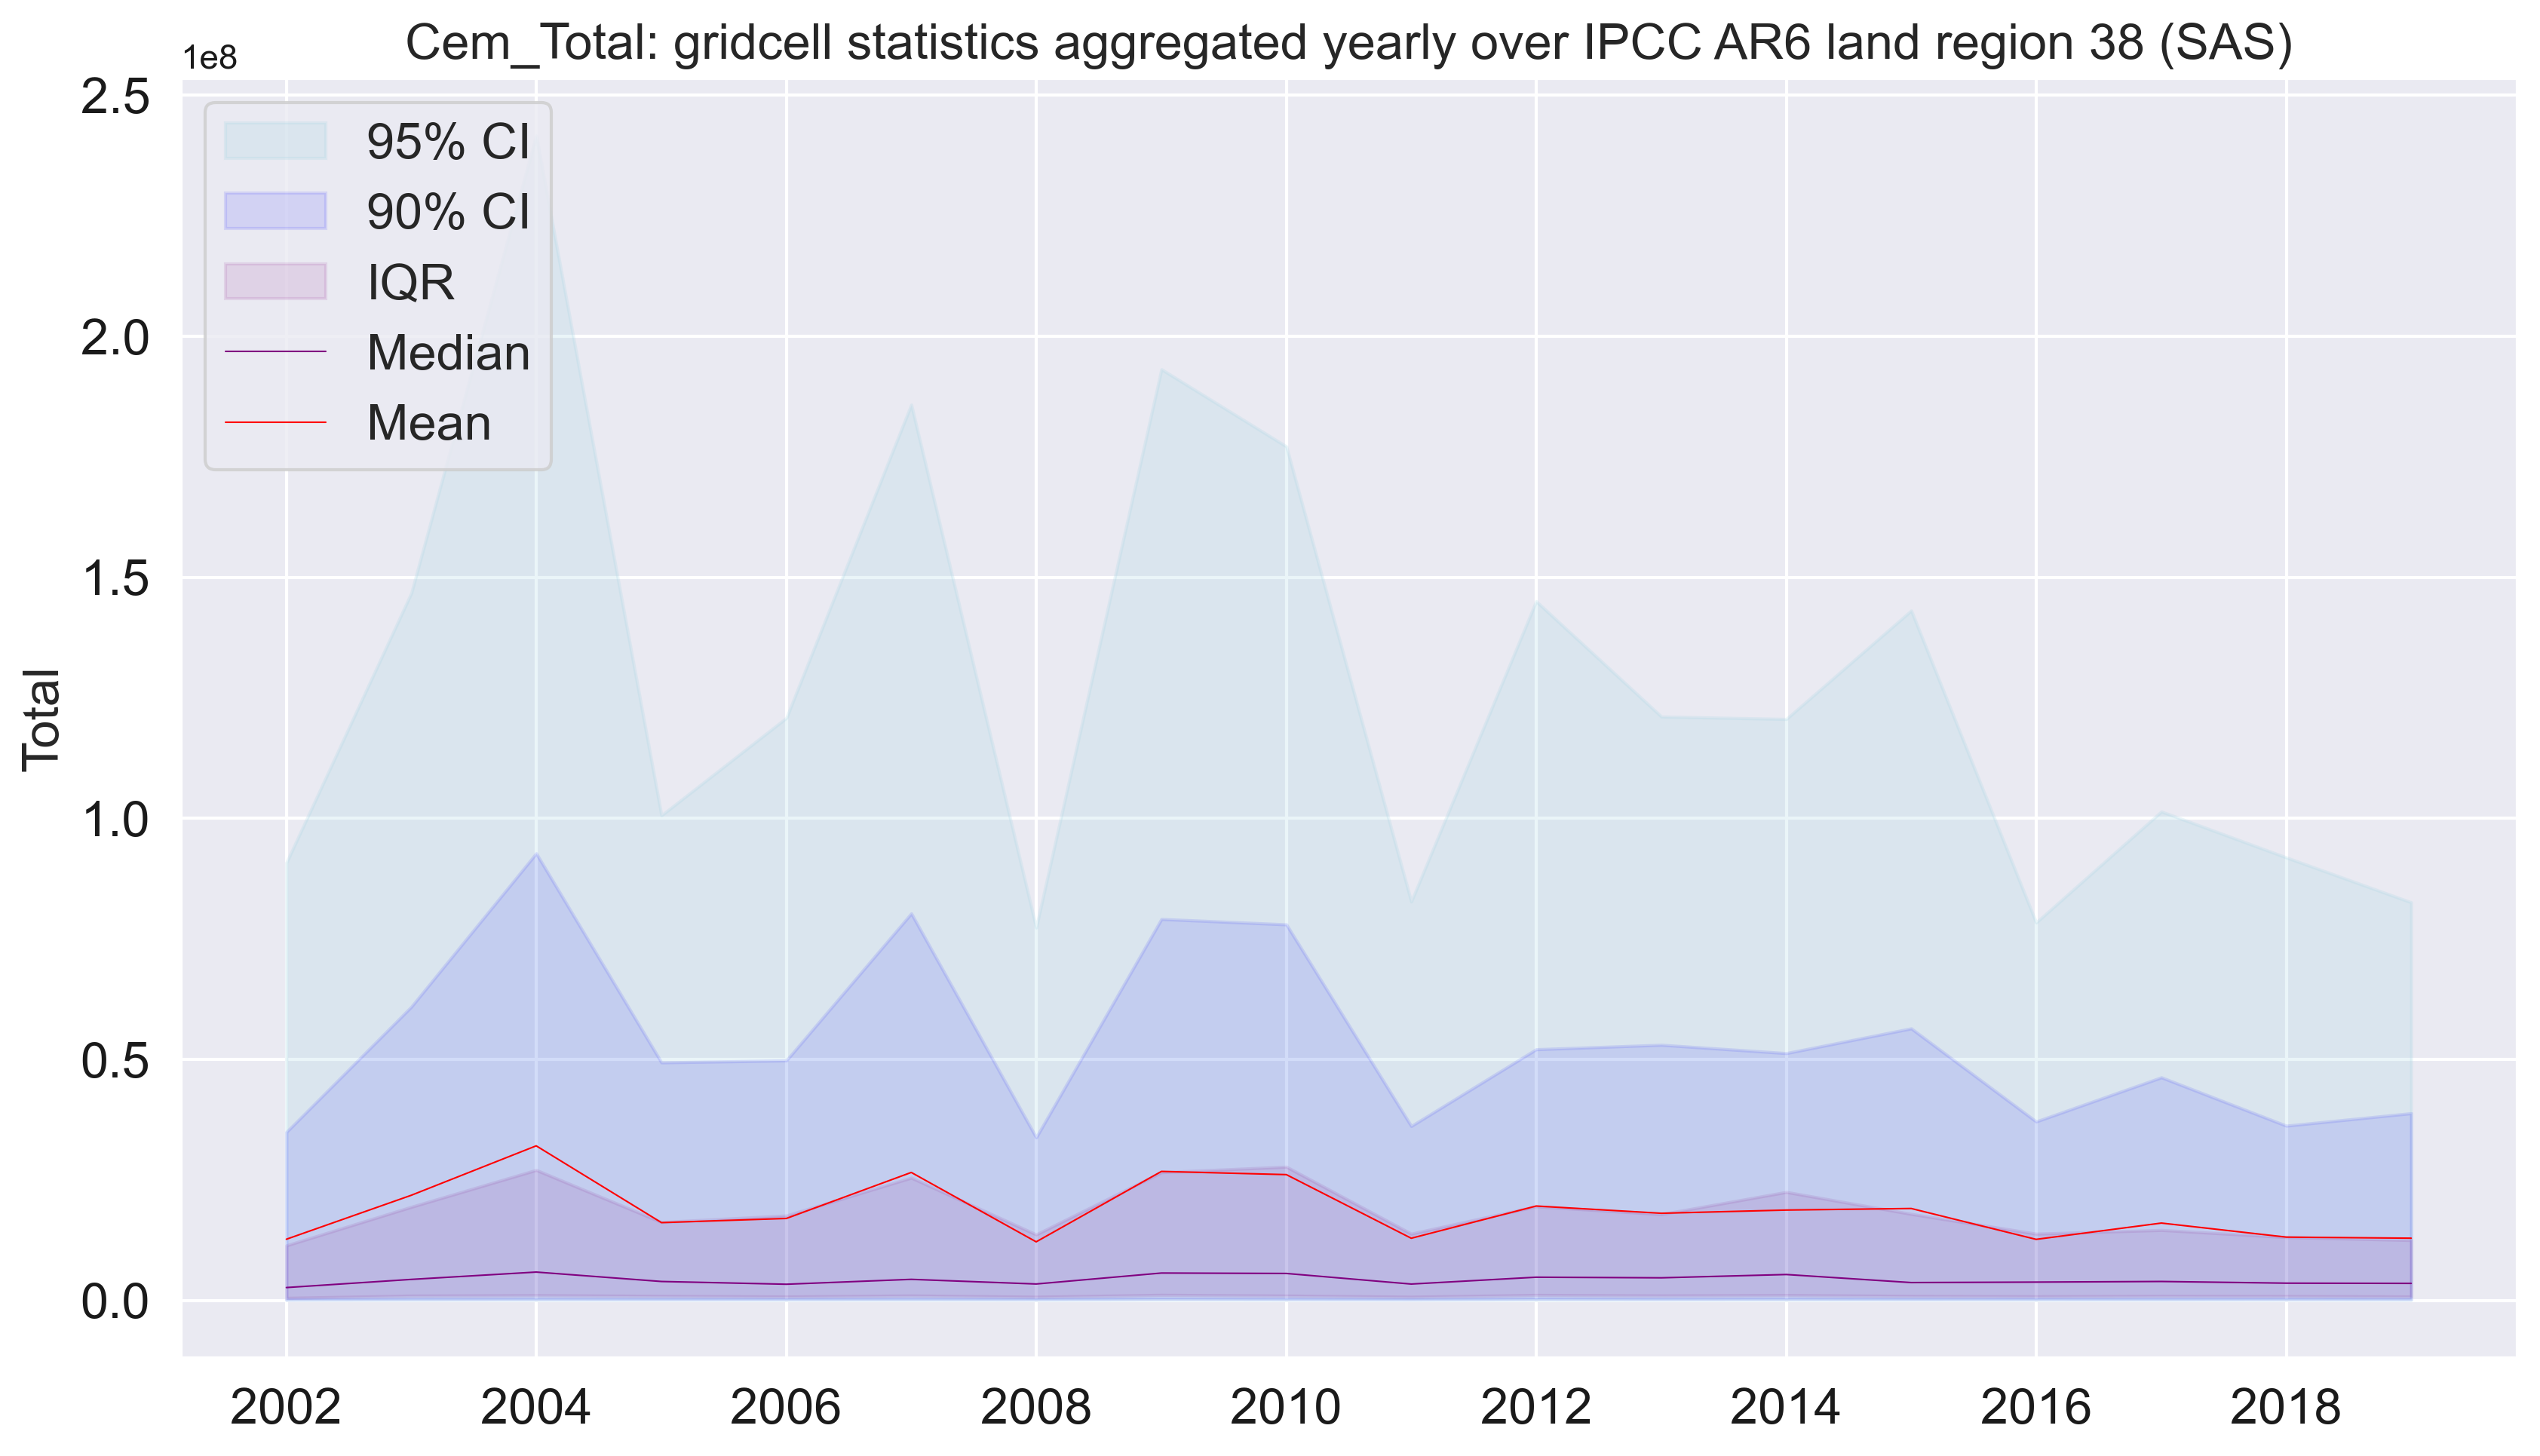 Cem_Total: gridcell statistics aggregated yearly over IPCC AR6 land region 38 (SAS)
1e8
2.5
2.0
1.5
1.0
0.5
0.0
Total
95% CI
90% CI
IQR
Median
Mean
2002 2004 2006 2008 2010 2012 2014 2016 2018